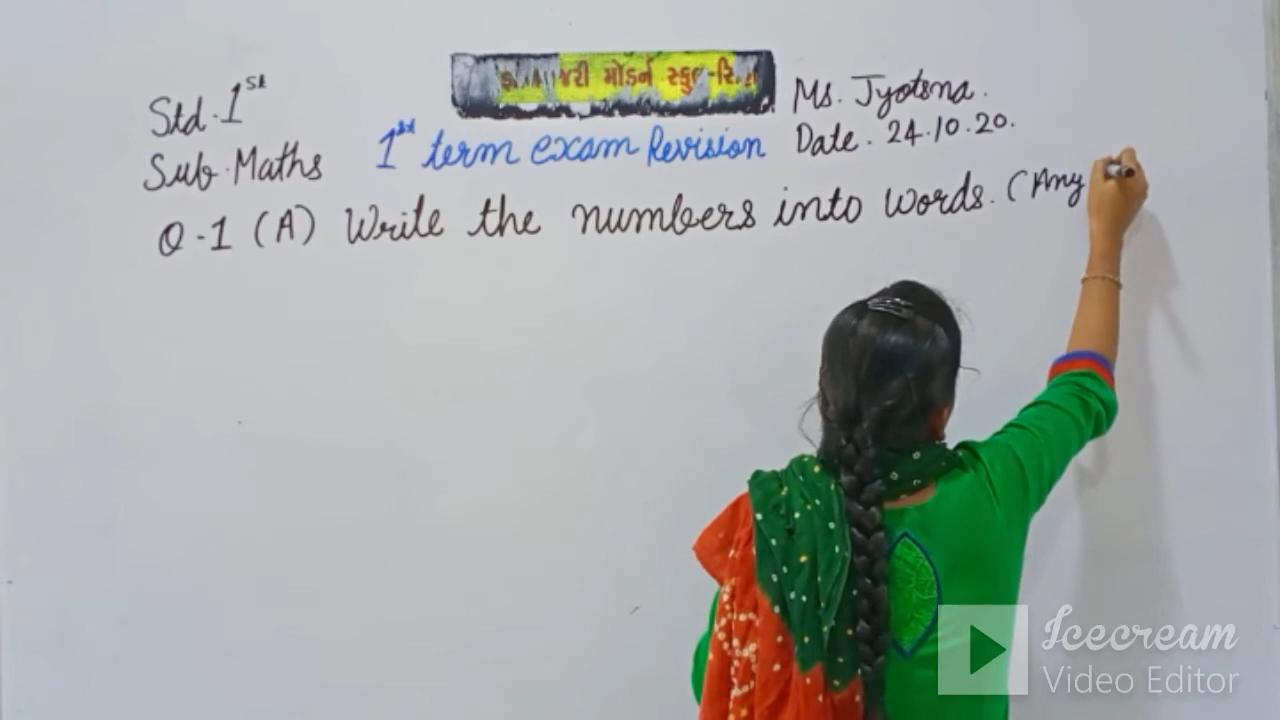 જરી મોડર્ન સ્કુલ
Std. 1st
Ms. Jyotsna.
Sub. Maths
1st term exam Revision
Date. 24.10.20.
Q.1 (A) Write the numbers into words. (Any
Icecream
Video Editor